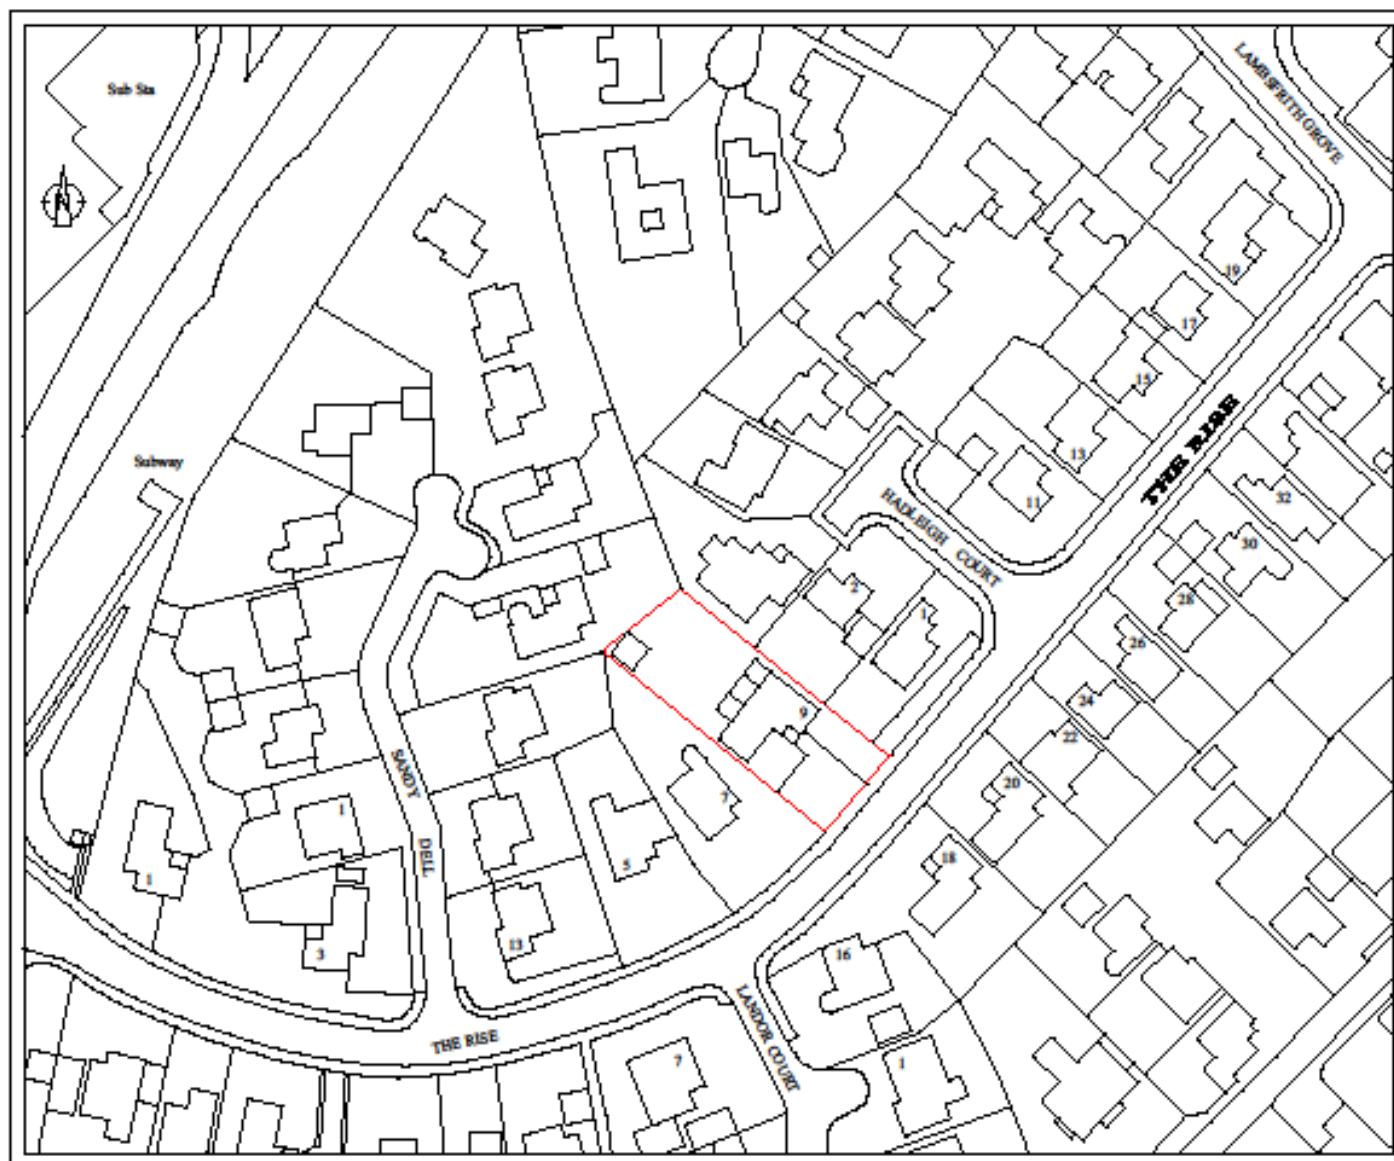 LAMBSFRITH GROVE
Sub Sta
N
19
17
15
THE RISE
13
Subway
11
32
HADLEIGH COURT
30
2
28
1
26
24
9
22
SANDY DELL
20
7
1
18
5
1
13
16
3
LANDOR COURT
THE RISE
7
1